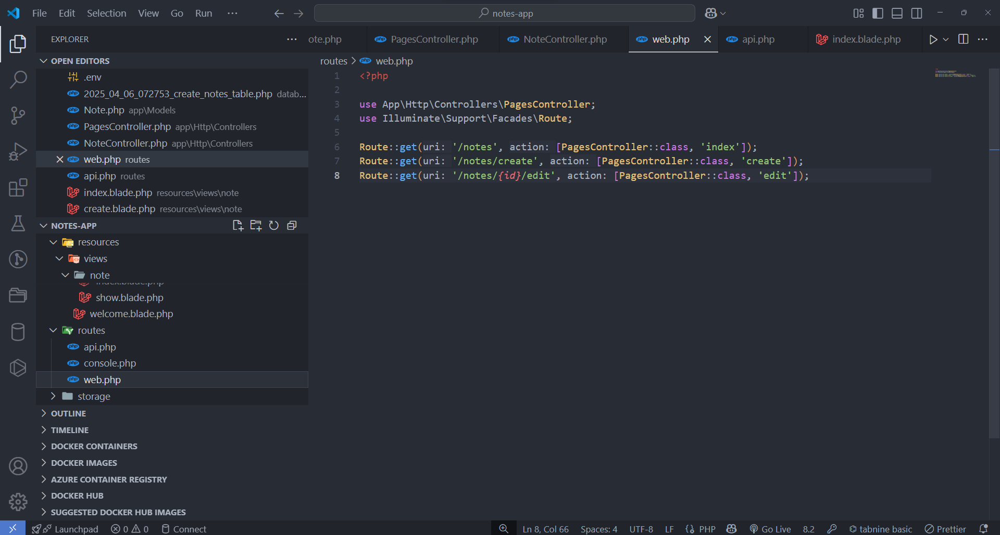 File Edit Selection View Go Run ··· notes-app
EXPLORER ··· ote.php PagesController.php NoteController.php web.php api.php index.blade.php ···
OPEN EDITORS
.env
2025_04_06_072753_create_notes_table.php datab...
Note.php app\Models
PagesController.php app\Http\Controllers
NoteController.php app\Http\Controllers
web.php routes
api.php routes
index.blade.php resources\views\note
create.blade.php resources\views\note
NOTES-APP
resources
views
note
index.blade.php
show.blade.php
welcome.blade.php
routes
api.php
console.php
web.php
storage
OUTLINE
TIMELINE
DOCKER CONTAINERS
DOCKER IMAGES
AZURE CONTAINER REGISTRY
DOCKER HUB
SUGGESTED DOCKER HUB IMAGES
routes > web.php
1 <?php
2
3 use App\Http\Controllers\PagesController;
4 use Illuminate\Support\Facades\Route;
5
6 Route::get(uri: '/notes', action: [PagesController::class, 'index']);
7 Route::get(uri: '/notes/create', action: [PagesController::class, 'create']);
8 Route::get(uri: '/notes/{id}/edit', action: [PagesController::class, 'edit']);
Launchpad 0 0 Connect Ln 8, Col 66 Spaces: 4 UTF-8 LF PHP Go Live 8.2 tabnine basic Prettier